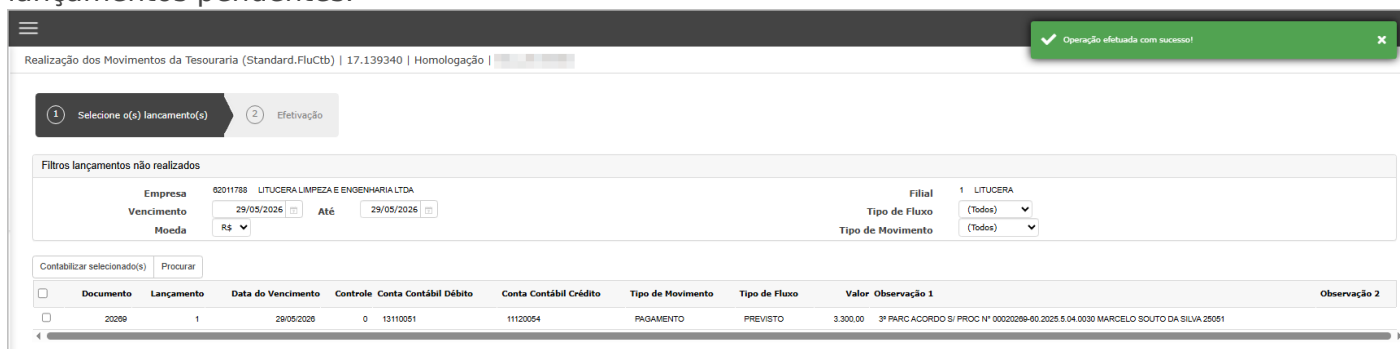 lançamentos pendentes.
Operação efetuada com sucesso!
Realização dos Movimentos da Tesouraria (Standard.FluCtb) | 17.139340 | Homologação |
1 Selecione o(s) lancamento(s) 2 Efetivação
Filtros lançamentos não realizados
Empresa 62011788 LITUCERA LIMPEZA E ENGENHARIA LTDA Filial 1 LITUCERA
Vencimento 29/05/2026 Até 29/05/2026 Tipo de Fluxo (Todos)
Moeda R$ Tipo de Movimento (Todos)
Contabilizar selecionado(s) Procurar
Documento Lançamento Data do Vencimento Controle Conta Contábil Débito Conta Contábil Crédito Tipo de Movimento Tipo de Fluxo Valor Observação 1 Observação 2
20269 1 29/05/2026 0 13110051 11120054 PAGAMENTO PREVISTO 3.300,00 3ª PARC ACORDO S/ PROC Nº 00020269-60.2025.5.04.0030 MARCELO SOUTO DA SILVA 25051